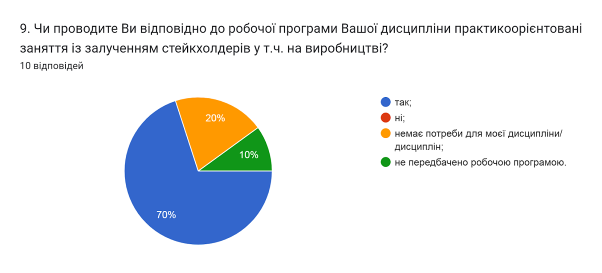 9. Чи проводите Ви відповідно до робочої програми Вашої дисципліни практикоорієнтовані
заняття із залученням стейкхолдерів у т.ч. на виробництві?
10 відповідей
20%
10%
70%
так;
ні;
немає потреби для моєї дисципліни/
дисциплін;
не передбачено робочою програмою.